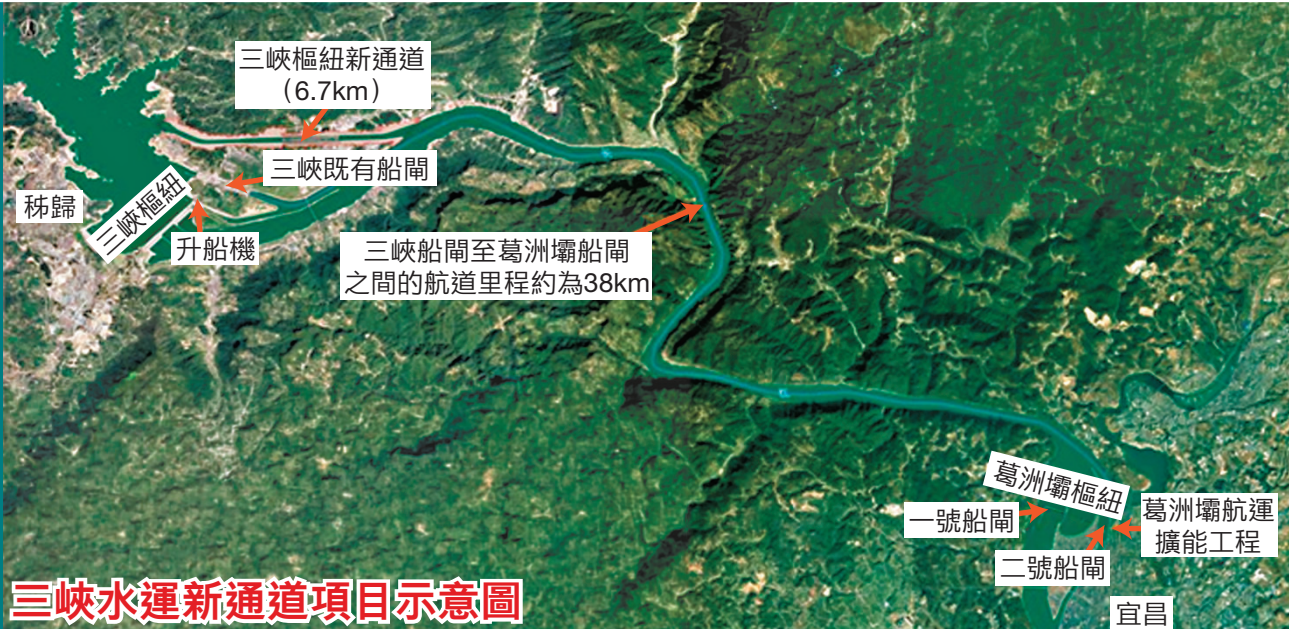 三峽樞紐新通道
(6.7km)
三峽既有船閘
秭歸
三峽樞紐
升船機
三峽船閘至葛洲壩船閘
之間的航道里程約為38km
葛洲壩樞紐
一號船閘
葛洲壩航運
擴能工程
二號船閘
宜昌
三峽水運新通道項目示意圖